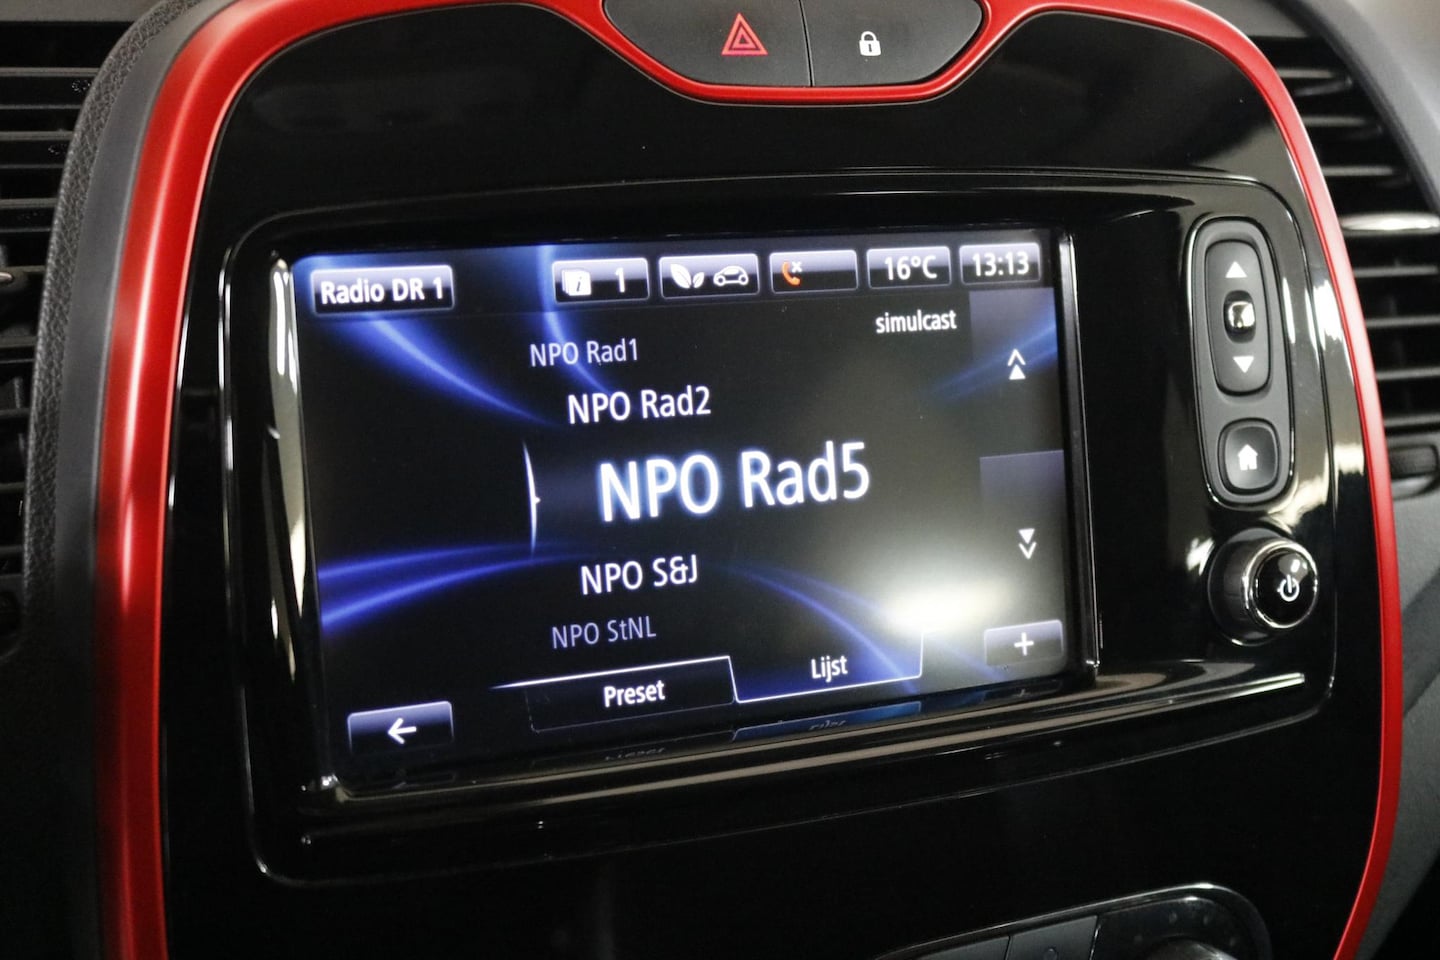 Radio DR 1
1
16°C
13:13
simulcast
NPO Rad1
NPO Rad2
NPO Rad5
NPO S&J
NPO StNL
Preset
Lijst
+